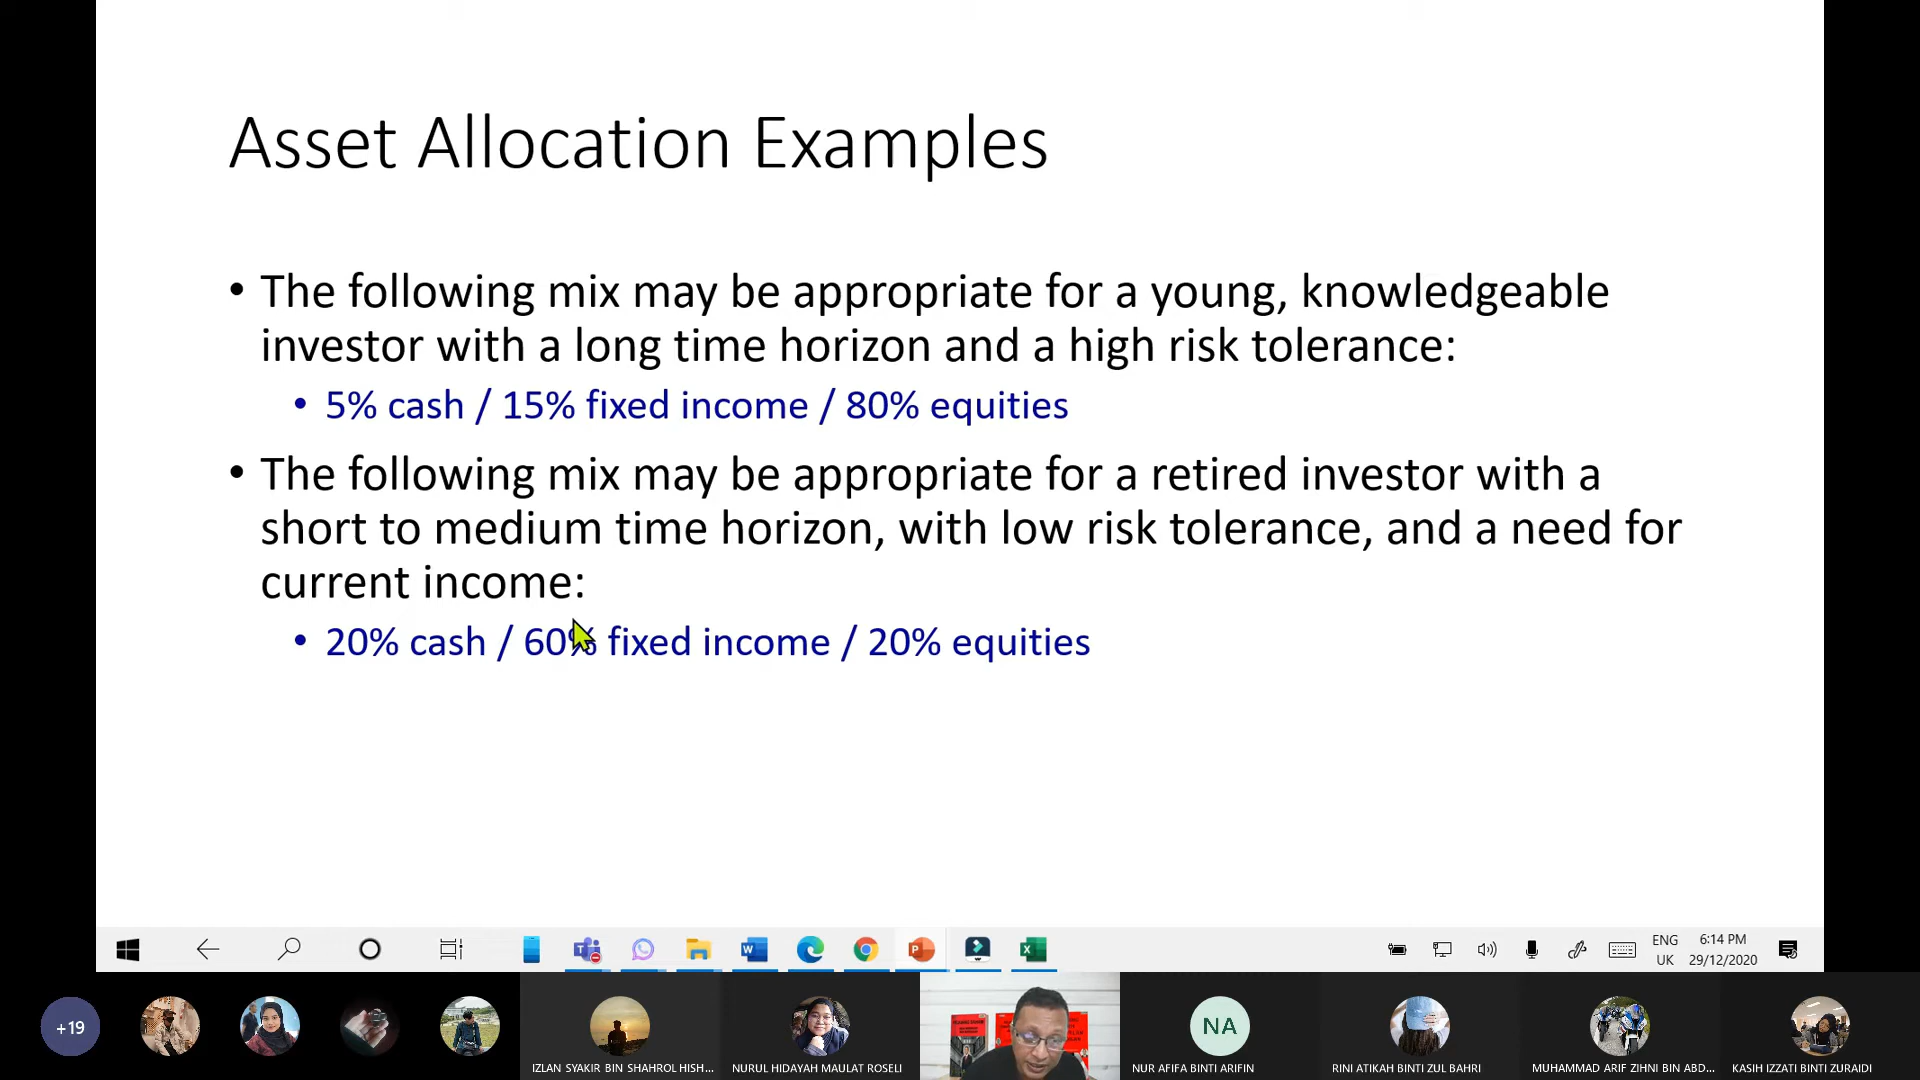 Asset Allocation Examples
• The following mix may be appropriate for a young, knowledgeable
investor with a long time horizon and a high risk tolerance:
• 5% cash / 15% fixed income / 80% equities
• The following mix may be appropriate for a retired investor with a
short to medium time horizon, with low risk tolerance, and a need for
current income:
• 20% cash / 60% fixed income / 20% equities
ENG
UK
6:14 PM
29/12/2020
+19
NA
IZLAN SYAKIR BIN SHAHROL HISH...
NURUL HIDAYAH MAULAT ROSELI
NUR AFIFA BINTI ARIFIN
RINI ATIKAH BINTI ZUL BAHRI
MUHAMMAD ARIF ZIHNI BIN ABD...
KASIH IZZATI BINTI ZURAIDI